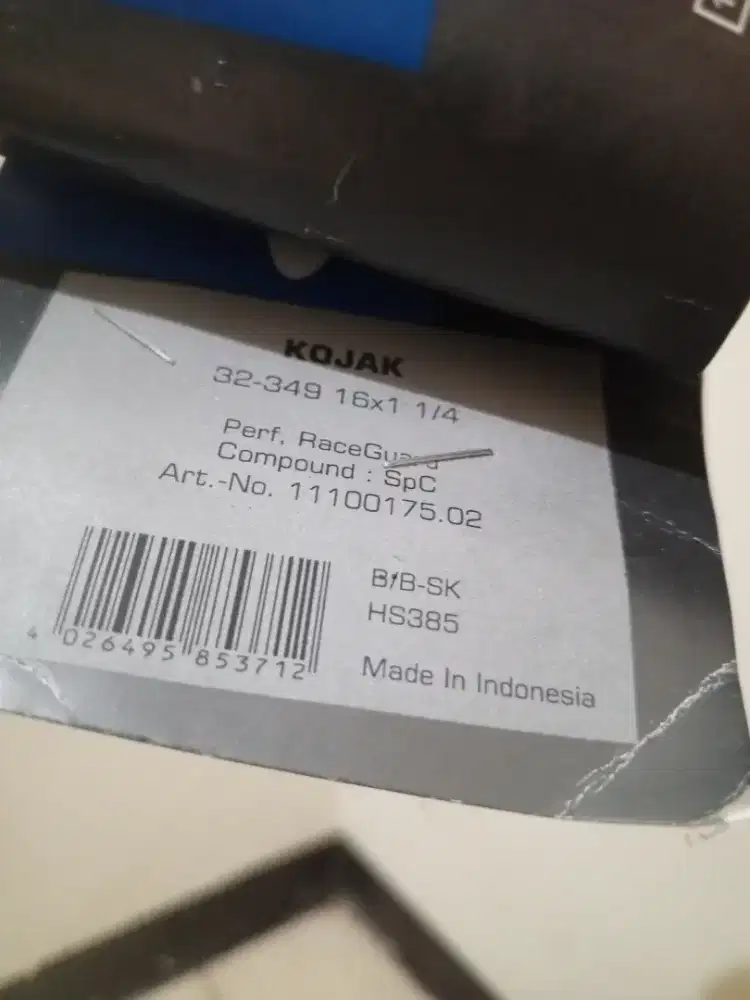 KOJAK
32-349 16x1 1/4
Perf. RaceGuard
Compound : SpC
Art.-No. 11100175.02
B/B-SK
HS385
4 026495 853712
Made In Indonesia